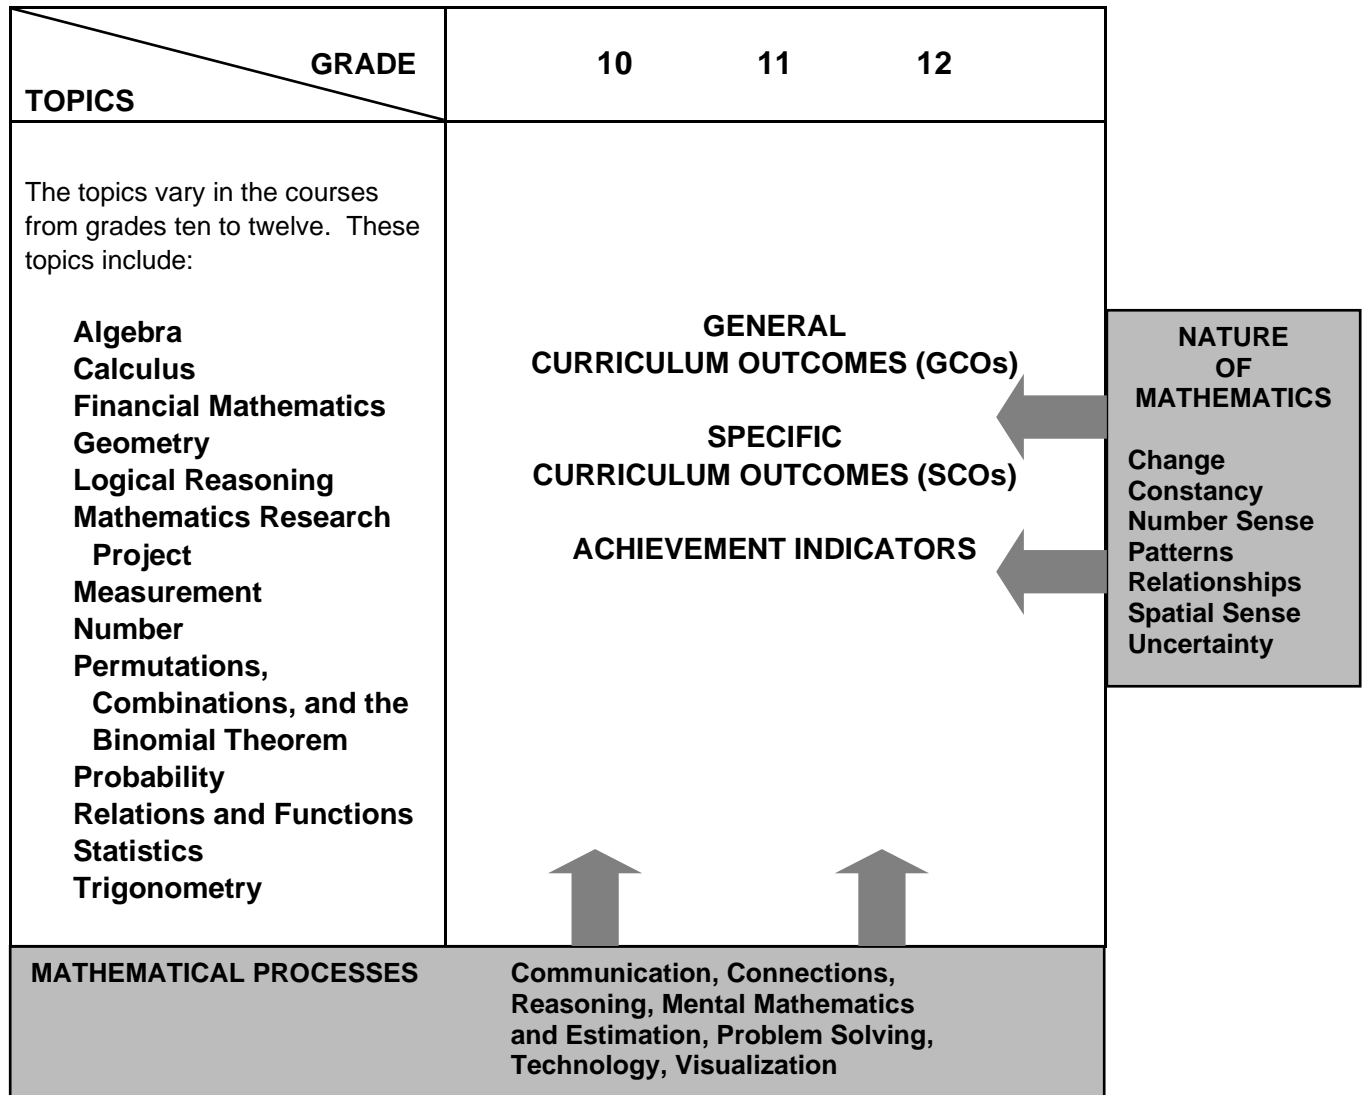 GRADE
TOPICS
10 11 12
The topics vary in the courses
from grades ten to twelve. These
topics include:
Algebra
Calculus
Financial Mathematics
Geometry
Logical Reasoning
Mathematics Research
Project
Measurement
Number
Permutations,
Combinations, and the
Binomial Theorem
Probability
Relations and Functions
Statistics
Trigonometry
GENERAL
CURRICULUM OUTCOMES (GCOs)
SPECIFIC
CURRICULUM OUTCOMES (SCOs)
ACHIEVEMENT INDICATORS
NATURE
OF
MATHEMATICS
Change
Constancy
Number Sense
Patterns
Relationships
Spatial Sense
Uncertainty
MATHEMATICAL PROCESSES
Communication, Connections,
Reasoning, Mental Mathematics
and Estimation, Problem Solving,
Technology, Visualization